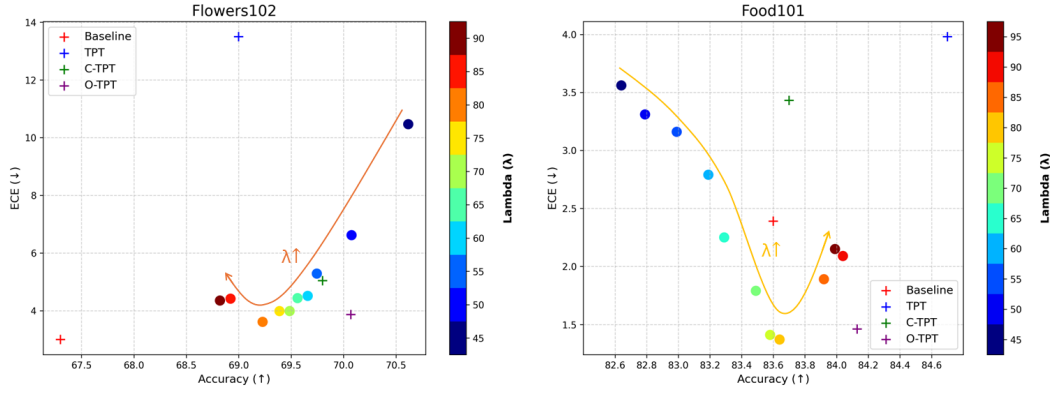 Flowers102
14
12
10
8
6
4
ECE (↓)
67.5
68.0
68.5
69.0
69.5
70.0
70.5
Accuracy (↑)
Baseline
TPT
C-TPT
O-TPT
λ↑
90
85
80
75
70
65
60
55
50
45
Lambda (λ)
Food101
4.0
3.5
3.0
2.5
2.0
1.5
ECE (↓)
82.6
82.8
83.0
83.2
83.4
83.6
83.8
84.0
84.2
84.4
84.6
Accuracy (↑)
λ↑
Baseline
TPT
C-TPT
O-TPT
95
90
85
80
75
70
65
60
55
50
45
Lambda (λ)